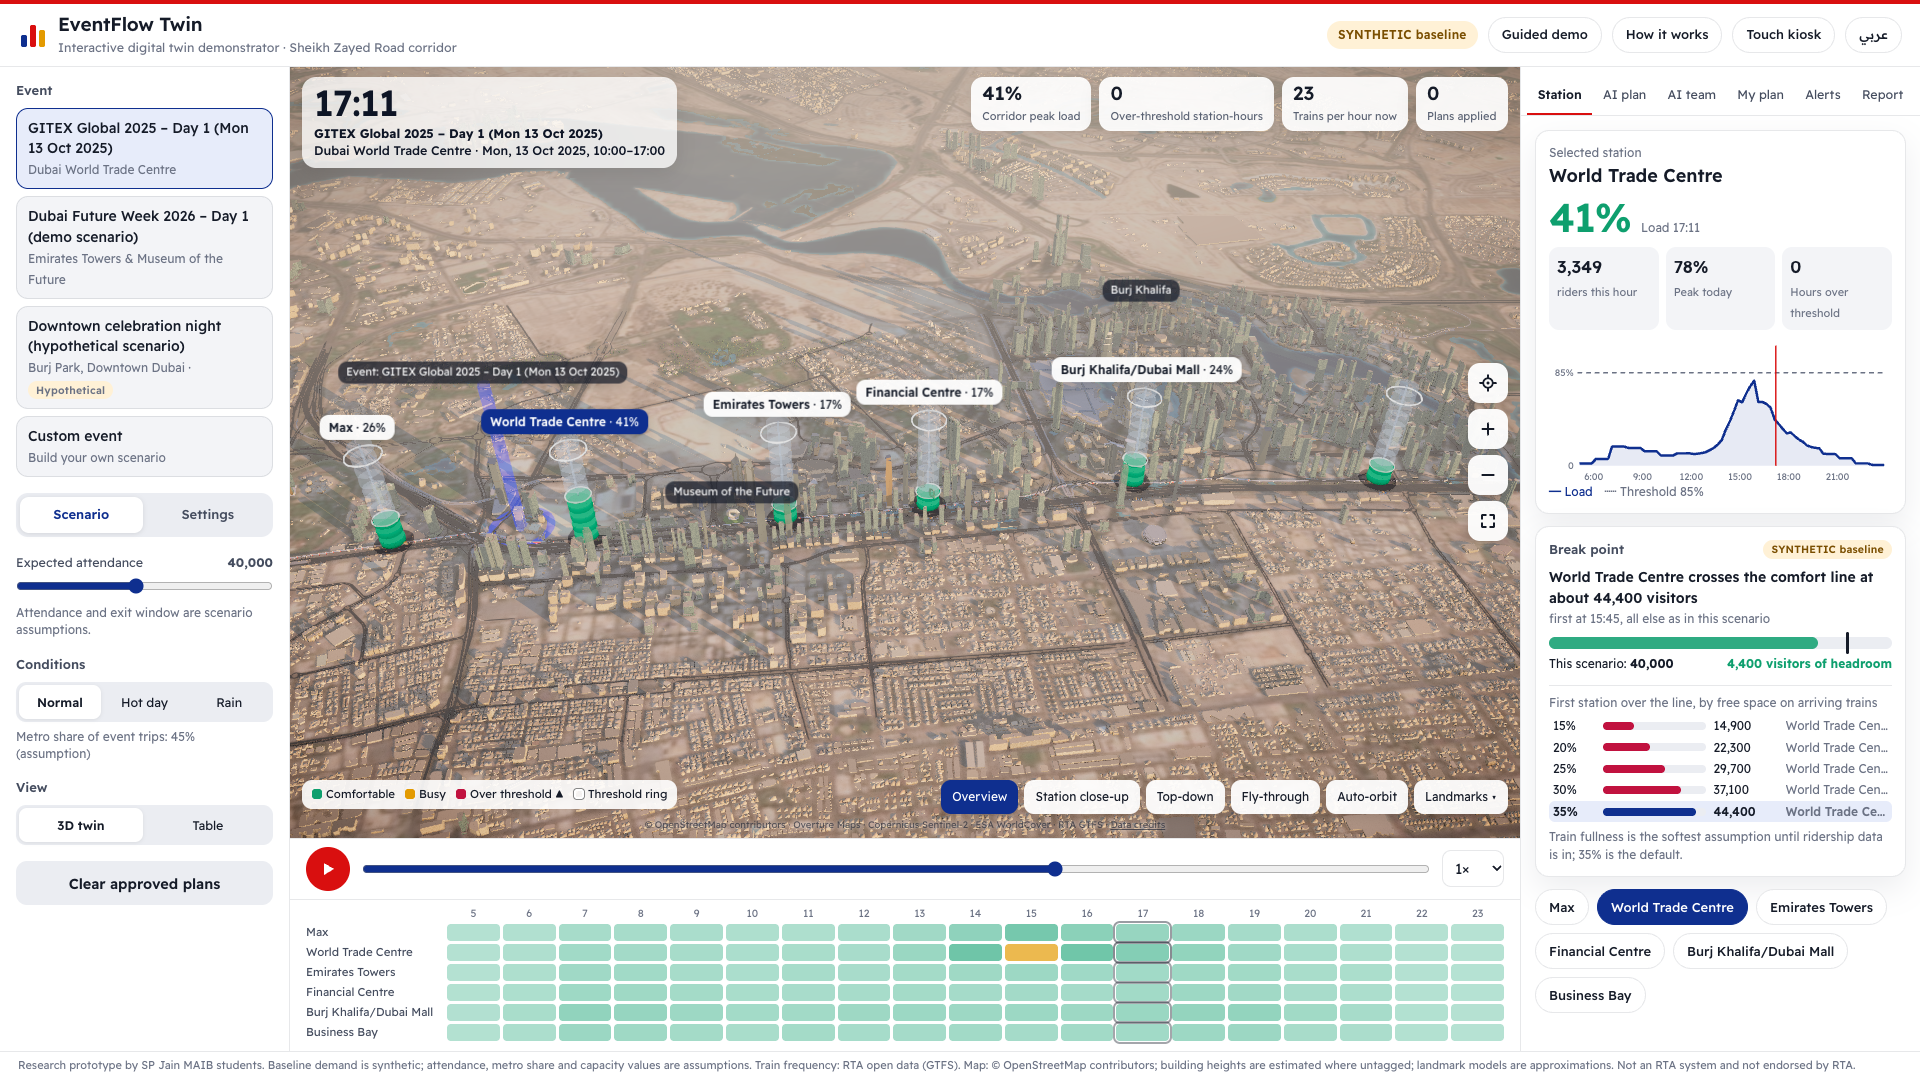 EventFlow Twin
Interactive digital twin demonstrator · Sheikh Zayed Road corridor
SYNTHETIC baseline
Guided demo
How it works
Touch kiosk
عربي
Event
GITEX Global 2025 – Day 1 (Mon
13 Oct 2025)
Dubai World Trade Centre
Dubai Future Week 2026 – Day 1
(demo scenario)
Emirates Towers & Museum of the
Future
Downtown celebration night
(hypothetical scenario)
Burj Park, Downtown Dubai ·
Hypothetical
Custom event
Build your own scenario
Scenario
Settings
Expected attendance
40,000
Attendance and exit window are scenario
assumptions.
Conditions
Normal
Hot day
Rain
Metro share of event trips: 45%
(assumption)
View
3D twin
Table
Clear approved plans
17:11
GITEX Global 2025 – Day 1 (Mon 13 Oct 2025)
Dubai World Trade Centre · Mon, 13 Oct 2025, 10:00–17:00
41%
Corridor peak load
0
Over-threshold station-hours
23
Trains per hour now
0
Plans applied
Burj Khalifa
Event: GITEX Global 2025 – Day 1 (Mon 13 Oct 2025)
Max · 26%
World Trade Centre · 41%
Emirates Towers · 17%
Financial Centre · 17%
Burj Khalifa/Dubai Mall · 24%
Museum of the Future
+
−
Comfortable
Busy
Over threshold ▲
Threshold ring
Overview
Station close-up
Top-down
Fly-through
Auto-orbit
Landmarks ▾
© OpenStreetMap contributors · Overture Maps · Copernicus Sentinel-2 · ESA WorldCover · RTA GTFS · Data credits
1×
5 6 7 8 9 10 11 12 13 14 15 16 17 18 19 20 21 22 23
Max
World Trade Centre
Emirates Towers
Financial Centre
Burj Khalifa/Dubai Mall
Business Bay
Station
AI plan
AI team
My plan
Alerts
Report
Selected station
World Trade Centre
41% Load 17:11
3,349
riders this hour
78%
Peak today
0
Hours over
threshold
85%
0
6:00 9:00 12:00 15:00 18:00 21:00
Load
Threshold 85%
Break point
SYNTHETIC baseline
World Trade Centre crosses the comfort line at
about 44,400 visitors
first at 15:45, all else as in this scenario
This scenario: 40,000
4,400 visitors of headroom
First station over the line, by free space on arriving trains
15% 14,900 World Trade Cen…
20% 22,300 World Trade Cen…
25% 29,700 World Trade Cen…
30% 37,100 World Trade Cen…
35% 44,400 World Trade Ce…
Train fullness is the softest assumption until ridership data
is in; 35% is the default.
Max
World Trade Centre
Emirates Towers
Financial Centre
Burj Khalifa/Dubai Mall
Business Bay
Research prototype by SP Jain MAIB students. Baseline demand is synthetic; attendance, metro share and capacity values are assumptions. Train frequency: RTA open data (GTFS). Map: © OpenStreetMap contributors; building heights are estimated where untagged; landmark models are approximations. Not an RTA system and not endorsed by RTA.